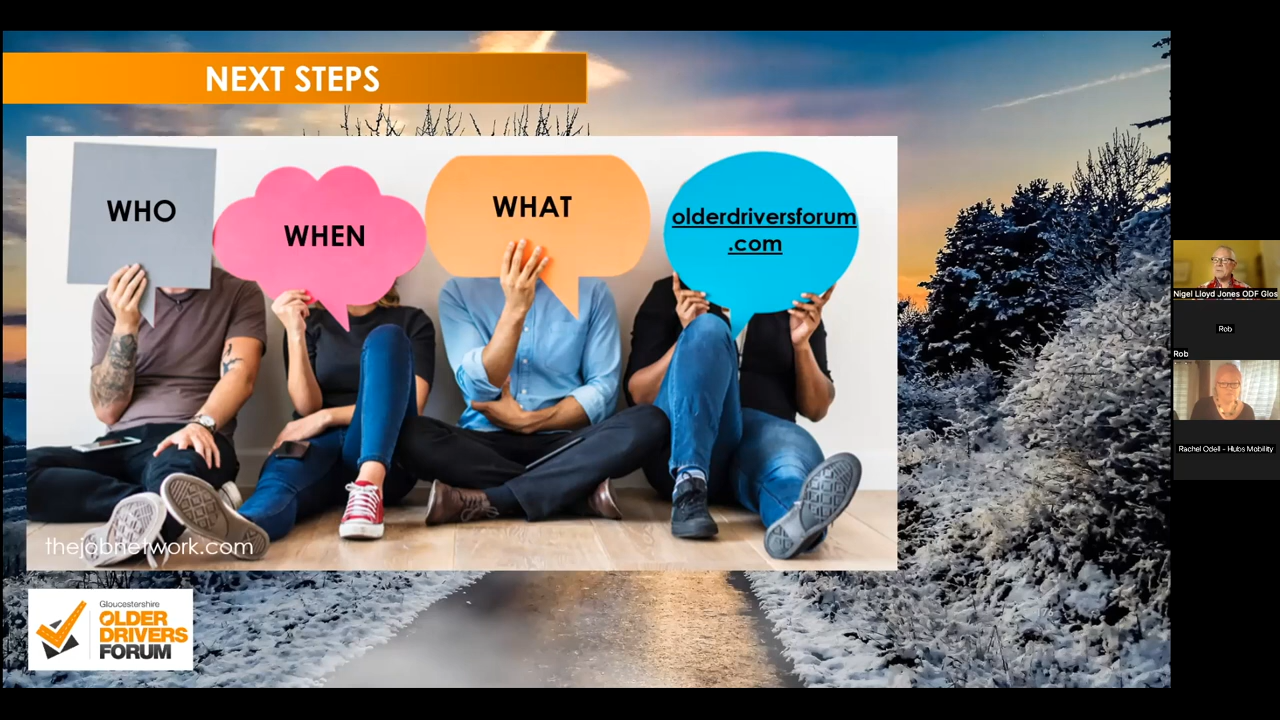 NEXT STEPS
WHO
WHEN
WHAT
olderdriversforum
.com
thejobnetwork.com
Gloucestershire
OLDER
DRIVERS
FORUM
Nigel Lloyd Jones ODF Glos
Rob
Rob
Rachel Odell - Hubs Mobility